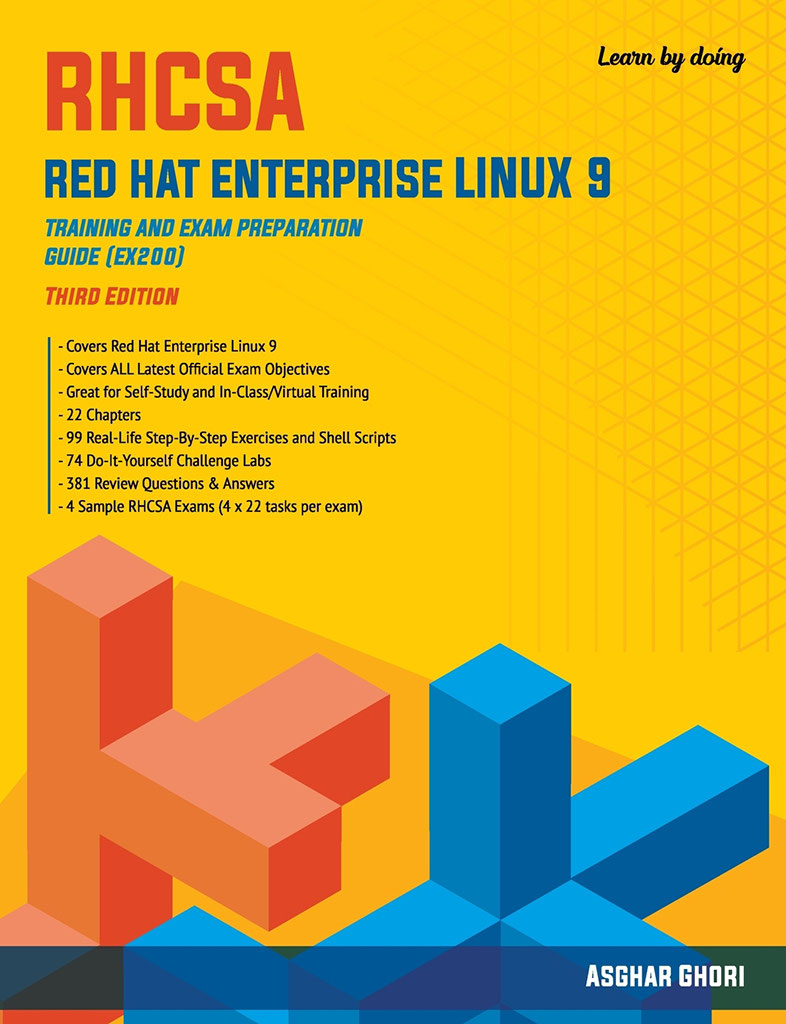 Learn by doing
RHCSA
RED HAT ENTERPRISE LINUX 9
TRAINING AND EXAM PREPARATION
GUIDE (EX200)
THIRD EDITION
- Covers Red Hat Enterprise Linux 9
- Covers ALL Latest Official Exam Objectives
- Great for Self-Study and In-Class/Virtual Training
- 22 Chapters
- 99 Real-Life Step-By-Step Exercises and Shell Scripts
- 74 Do-It-Yourself Challenge Labs
- 381 Review Questions & Answers
- 4 Sample RHCSA Exams (4 x 22 tasks per exam)
ASGHAR GHORI